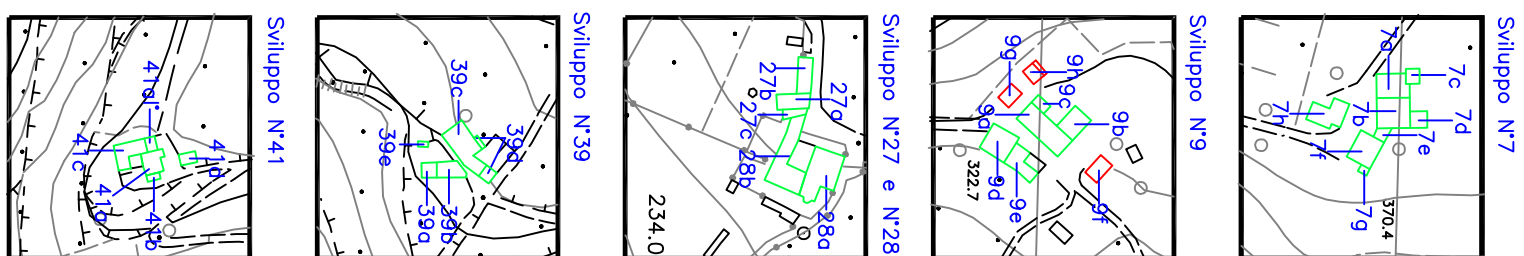 Sviluppo N°41
41c
41a
41b
41d
Sviluppo N°39
39c
39d
39e
39a
39b
Sviluppo N°27 e N°28
27b
27a
27c
28b
28a
234.0
Sviluppo N°9
9g
9h
9c
9a
9b
9d
9e
9f
322.7
Sviluppo N°7
7a
7c
7h
7b
7d
7e
7f
7g
370.4